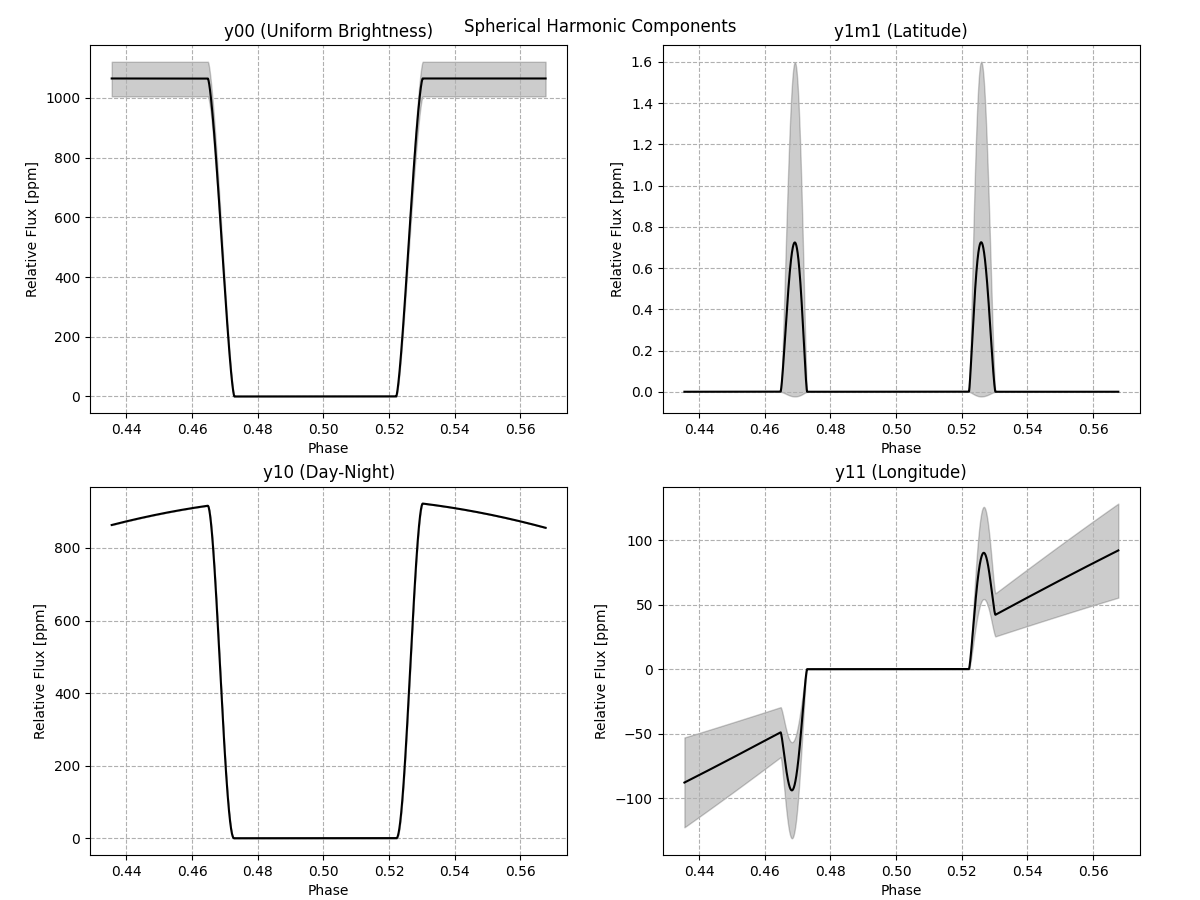 Spherical Harmonic Components
y00 (Uniform Brightness)
Relative Flux [ppm]
1000
800
600
400
200
0
0.44 0.46 0.48 0.50 0.52 0.54 0.56
Phase
y1m1 (Latitude)
Relative Flux [ppm]
1.6
1.4
1.2
1.0
0.8
0.6
0.4
0.2
0.0
0.44 0.46 0.48 0.50 0.52 0.54 0.56
Phase
y10 (Day-Night)
Relative Flux [ppm]
800
600
400
200
0
0.44 0.46 0.48 0.50 0.52 0.54 0.56
Phase
y11 (Longitude)
Relative Flux [ppm]
100
50
0
−50
−100
0.44 0.46 0.48 0.50 0.52 0.54 0.56
Phase